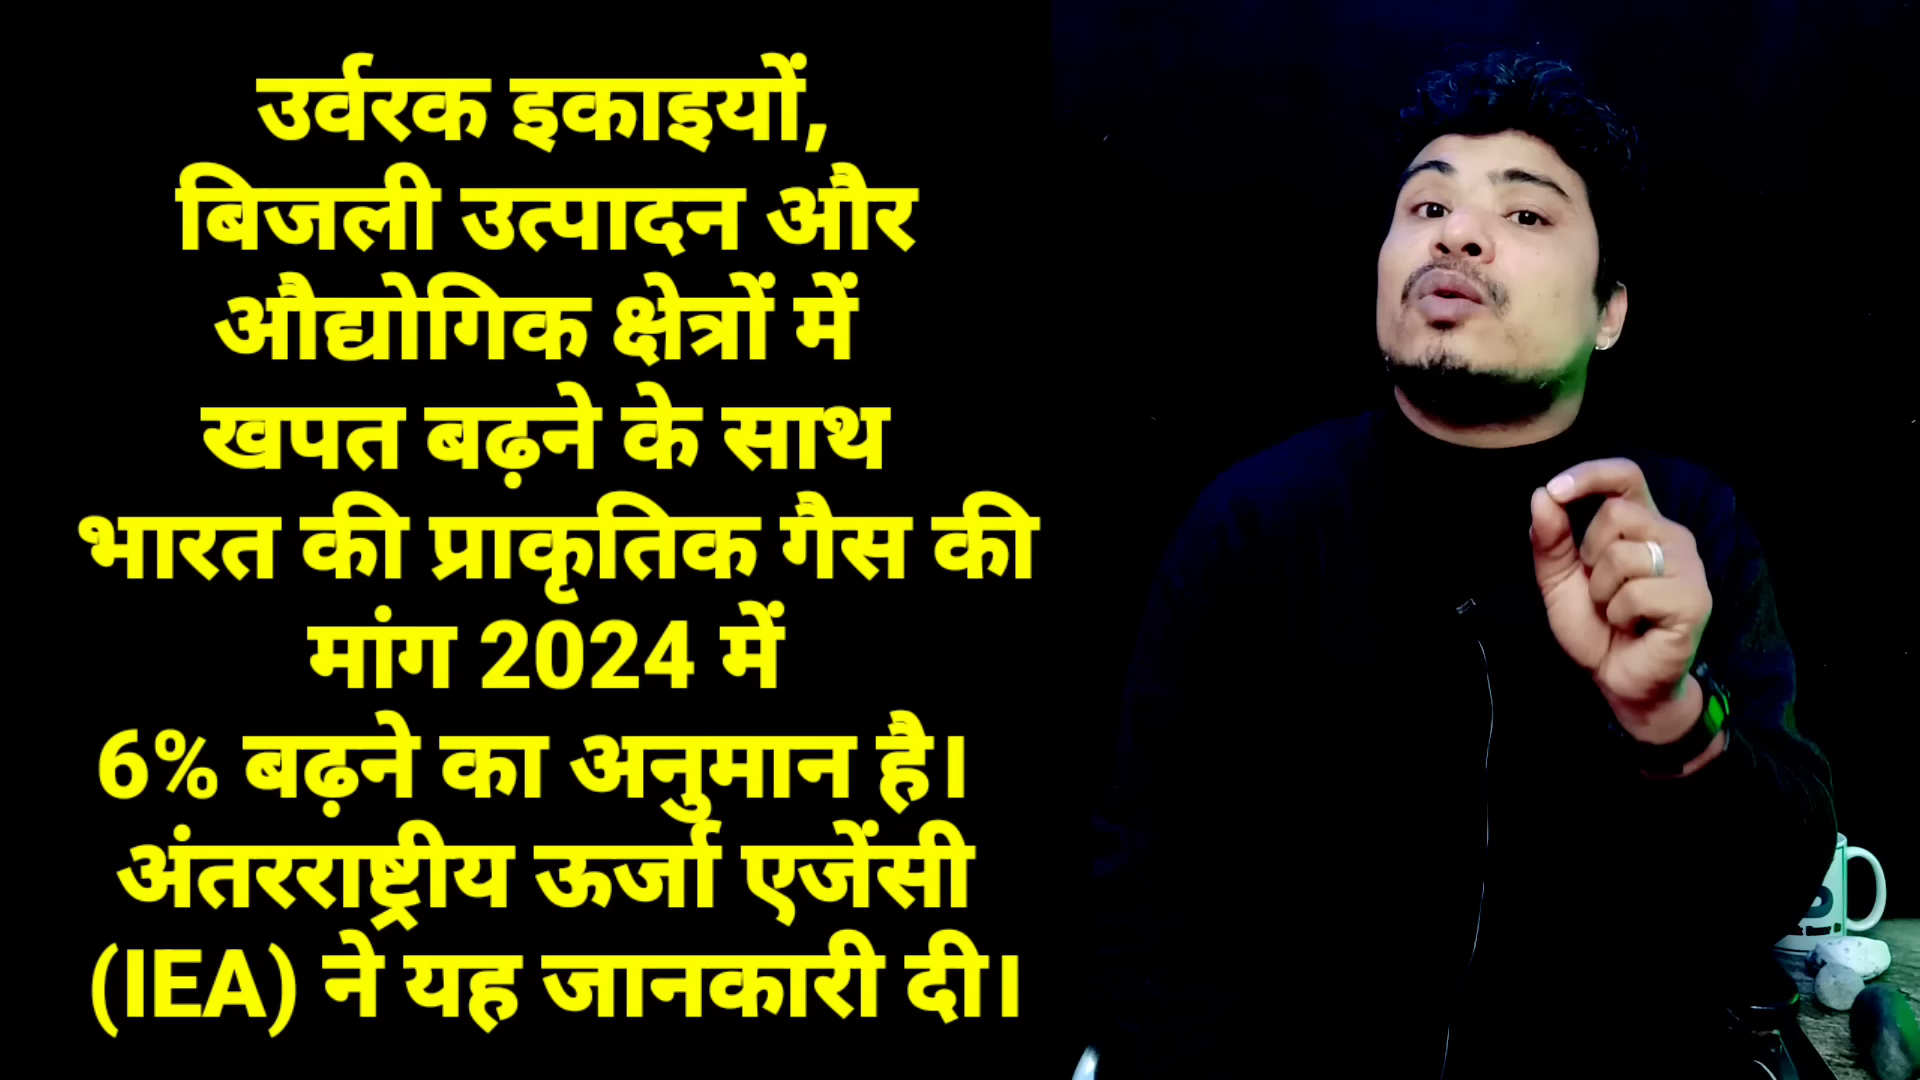 उर्वरक इकाइयों,
बिजली उत्पादन और
औद्योगिक क्षेत्रों में
खपत बढ़ने के साथ
भारत की प्राकृतिक गैस की
मांग 2024 में
6% बढ़ने का अनुमान है।
अंतरराष्ट्रीय ऊर्जा एजेंसी
(IEA) ने यह जानकारी दी।